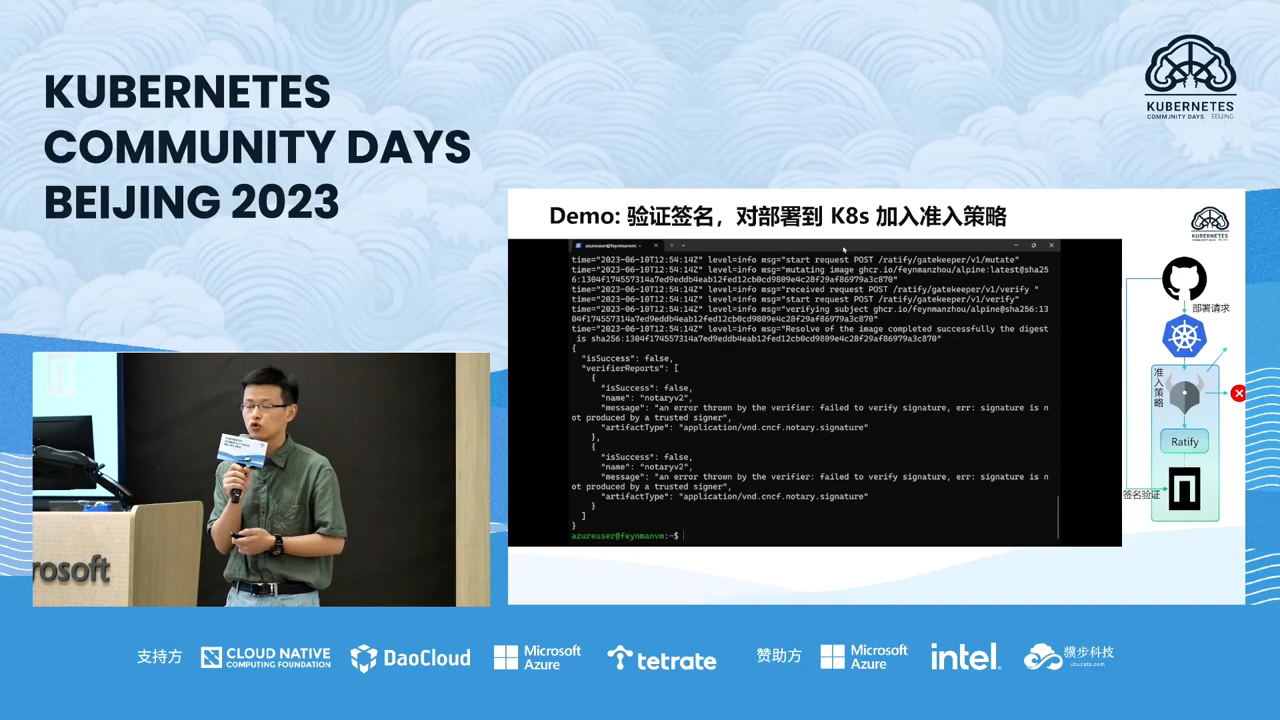 KUBERNETES
COMMUNITY DAYS
BEIJING 2023
KUBERNETES
COMMUNITY DAYS BEIJING
Demo: 验证签名，对部署到 K8s 加入准入策略
azureuser@feynmanvm: ~
time="2023-06-10T12:54:14Z" level=info msg="start request POST /ratify/gatekeeper/v1/mutate"
time="2023-06-10T12:54:14Z" level=info msg="mutating image ghcr.io/feynmanzhou/alpine:latest@sha25
6:1304f174557314a7ed9eddb4eab12fed12cb0cd9809e4c28f29af86979a3c870"
time="2023-06-10T12:54:14Z" level=info msg="received request POST /ratify/gatekeeper/v1/verify "
time="2023-06-10T12:54:14Z" level=info msg="start request POST /ratify/gatekeeper/v1/verify"
time="2023-06-10T12:54:14Z" level=info msg="verifying subject ghcr.io/feynmanzhou/alpine@sha256:13
04f174557314a7ed9eddb4eab12fed12cb0cd9809e4c28f29af86979a3c870"
time="2023-06-10T12:54:14Z" level=info msg="Resolve of the image completed successfully the digest
is sha256:1304f174557314a7ed9eddb4eab12fed12cb0cd9809e4c28f29af86979a3c870"
{
"isSuccess": false,
"verifierReports": [
{
"isSuccess": false,
"name": "notaryv2",
"message": "an error thrown by the verifier: failed to verify signature, err: signature is n
ot produced by a trusted signer",
"artifactType": "application/vnd.cncf.notary.signature"
},
{
"isSuccess": false,
"name": "notaryv2",
"message": "an error thrown by the verifier: failed to verify signature, err: signature is n
ot produced by a trusted signer",
"artifactType": "application/vnd.cncf.notary.signature"
}
]
}
azureuser@feynmanvm:~$
部署请求
准入策略
Ratify
签名验证
rosoft
支持方
CLOUD NATIVE
COMPUTING FOUNDATION
DaoCloud
Microsoft
Azure
tetrate
赞助方
Microsoft
Azure
intel.
骥步科技
jibudata.com